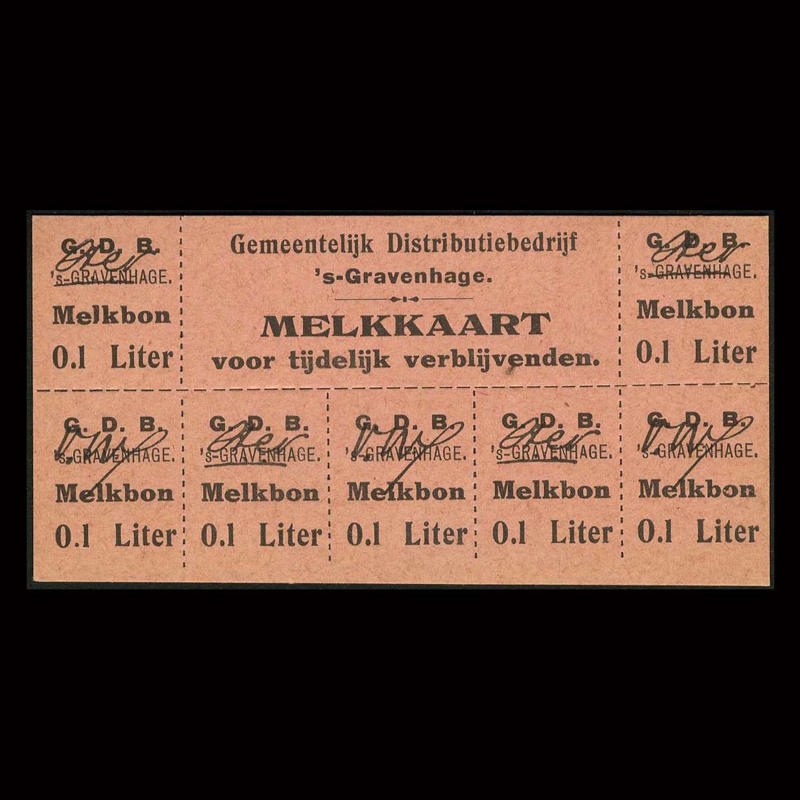 G. D. B.
's-GRAVENHAGE.
Melkbon
0.1 Liter
Gemeentelijk Distributiebedrijf
's-Gravenhage.
MELKKAART
voor tijdelijk verblijvenden.
G. D. B.
's-GRAVENHAGE.
Melkbon
0.1 Liter
G. D. B.
's-GRAVENHAGE.
Melkbon
0.1 Liter
G. D. B.
's-GRAVENHAGE.
Melkbon
0.1 Liter
G. D. B.
's-GRAVENHAGE.
Melkbon
0.1 Liter
G. D. B.
's-GRAVENHAGE.
Melkbon
0.1 Liter
G. D. B.
's-GRAVENHAGE.
Melkbon
0.1 Liter